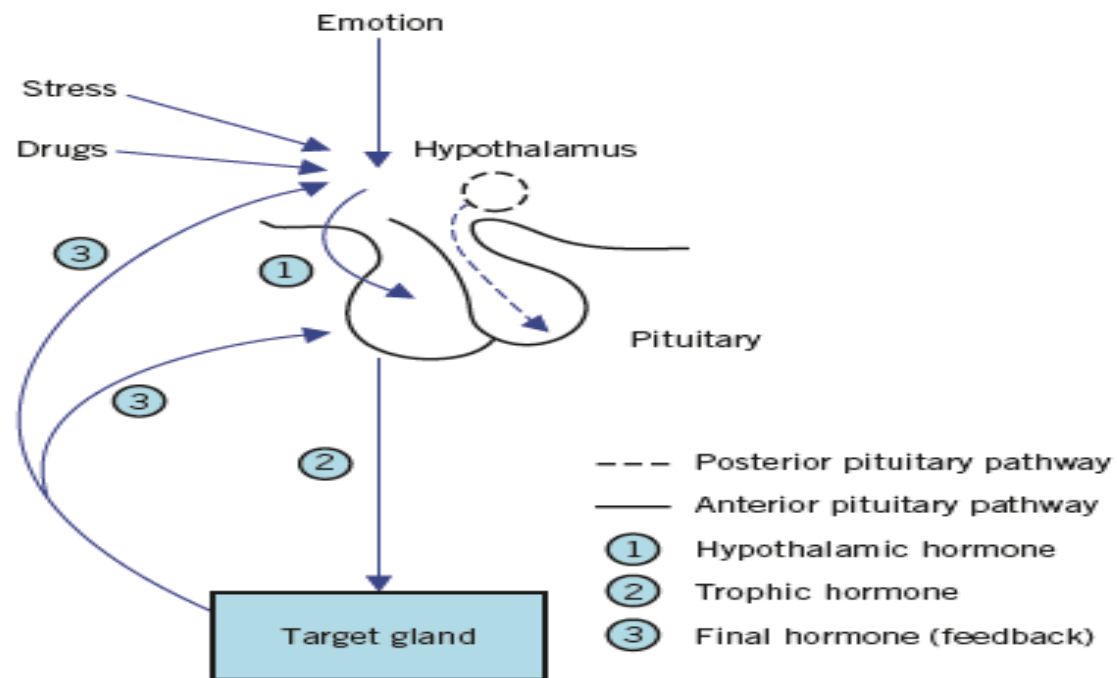 Emotion
Stress
Drugs
Hypothalamus
3
1
Pituitary
3
2
Posterior pituitary pathway
Anterior pituitary pathway
1 Hypothalamic hormone
2 Trophic hormone
3 Final hormone (feedback)
Target gland